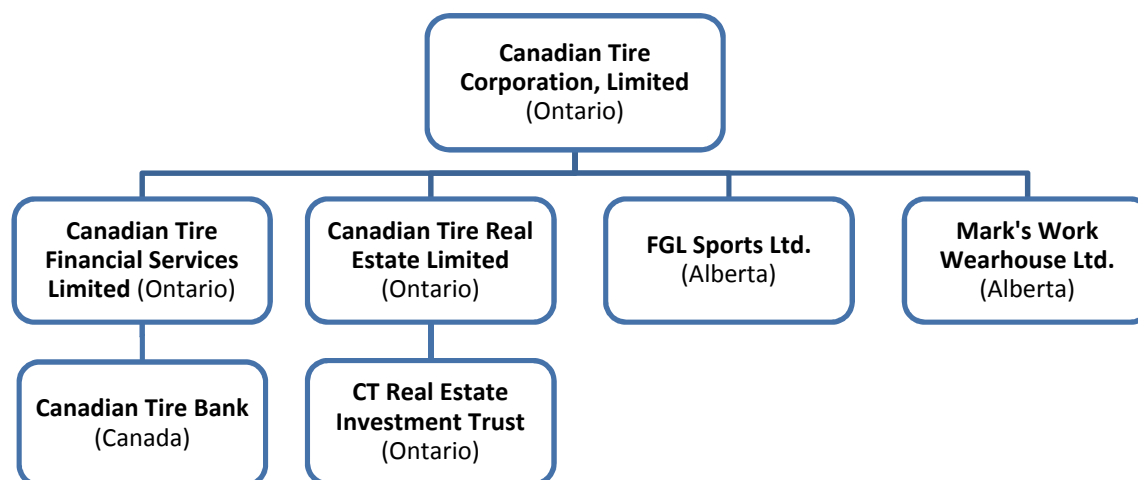 Canadian Tire
Corporation, Limited
(Ontario)
Canadian Tire
Financial Services
Limited (Ontario)
Canadian Tire Real
Estate Limited
(Ontario)
FGL Sports Ltd.
(Alberta)
Mark's Work
Wearhouse Ltd.
(Alberta)
Canadian Tire Bank
(Canada)
CT Real Estate
Investment Trust
(Ontario)